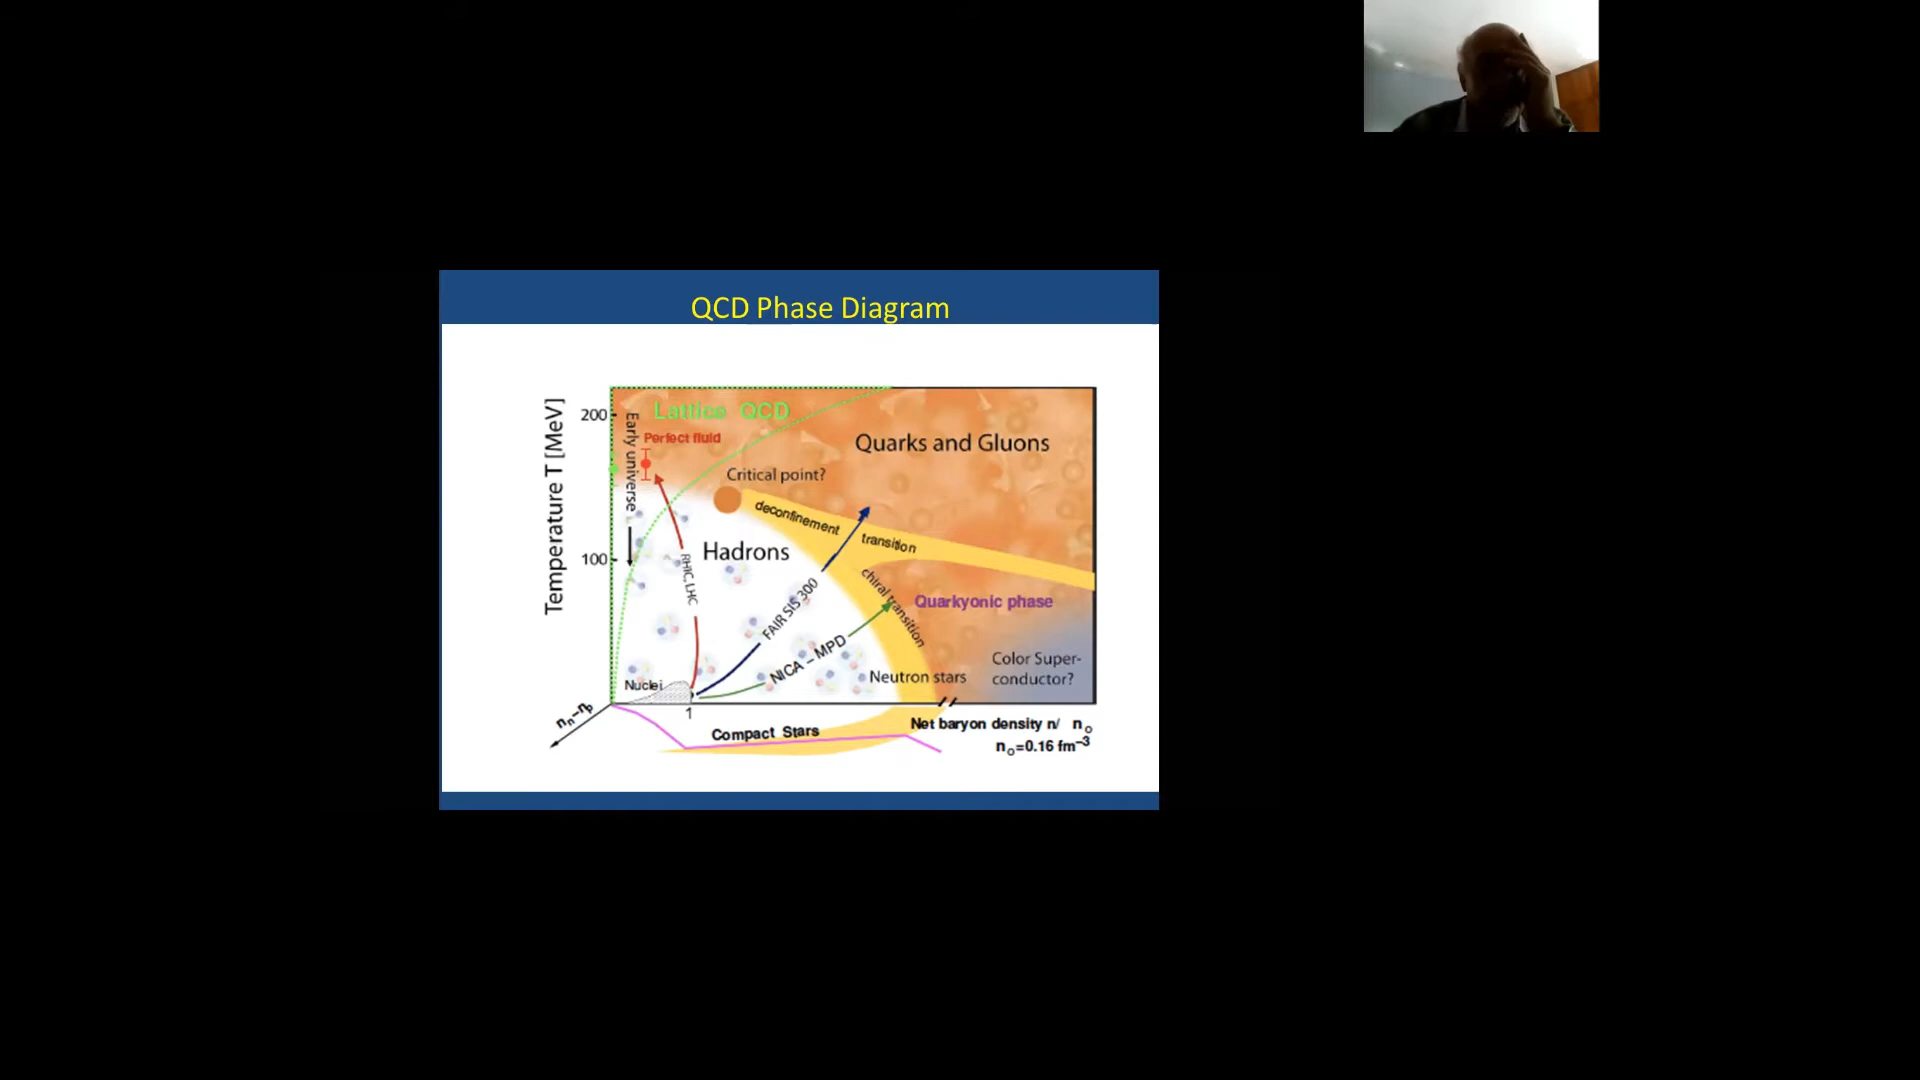 QCD Phase Diagram
Temperature T [MeV]
200
100
Early universe
Lattice QCD
Perfect fluid
Quarks and Gluons
Critical point?
deconfinement transition
Hadrons
RHIC, LHC
FAIR SIS 300
chiral transition
Quarkyonic phase
NICA – MPD
Color Super-
conductor?
Neutron stars
Nuclei
1
nₙ–nₚ
Compact Stars
Net baryon density n/ n₀
n₀=0.16 fm⁻³